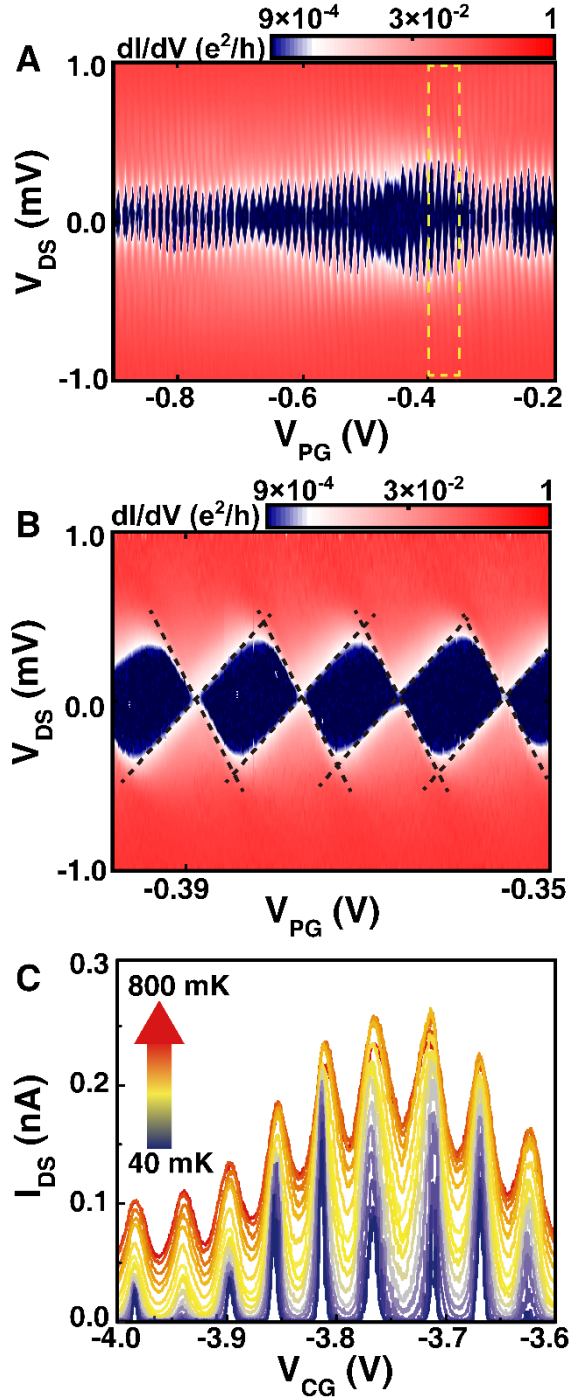 A
dI/dV (e²/h)
9×10⁻⁴
3×10⁻²
1
1.0
0.0
-1.0
V_DS (mV)
-0.8
-0.6
-0.4
-0.2
V_PG (V)
B
dI/dV (e²/h)
9×10⁻⁴
3×10⁻²
1
1.0
0.0
-1.0
V_DS (mV)
-0.39
-0.35
V_PG (V)
C
800 mK
40 mK
0.3
0.2
0.1
0.0
I_DS (nA)
-4.0
-3.9
-3.8
-3.7
-3.6
V_CG (V)